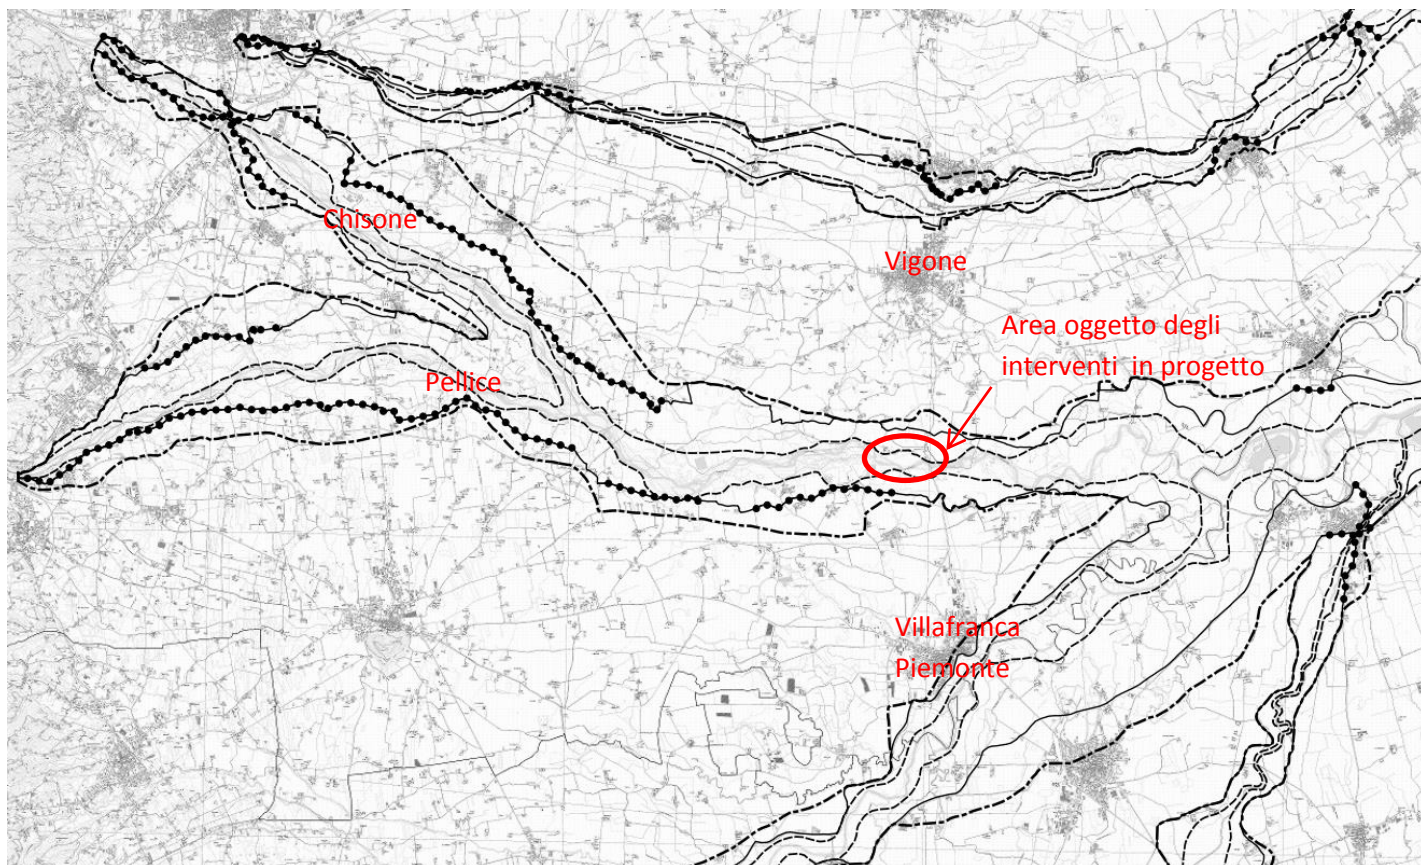 Chisone
Vigone
Area oggetto degli
interventi in progetto
Pellice
Villafranca
Piemonte